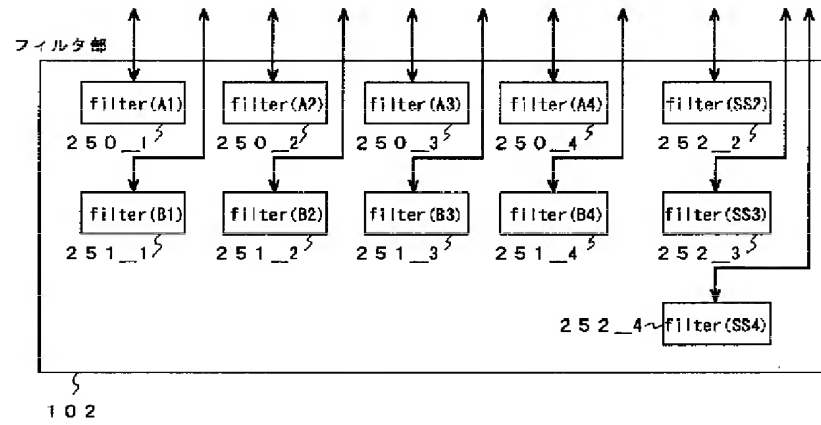 フィルタ部
filter(A1) filter(A2) filter(A3) filter(A4) filter(SS2)
250_1 250_2 250_3 250_4 252_2
filter(B1) filter(B2) filter(B3) filter(B4) filter(SS3)
251_1 251_2 251_3 251_4 252_3
252_4 filter(SS4)
102